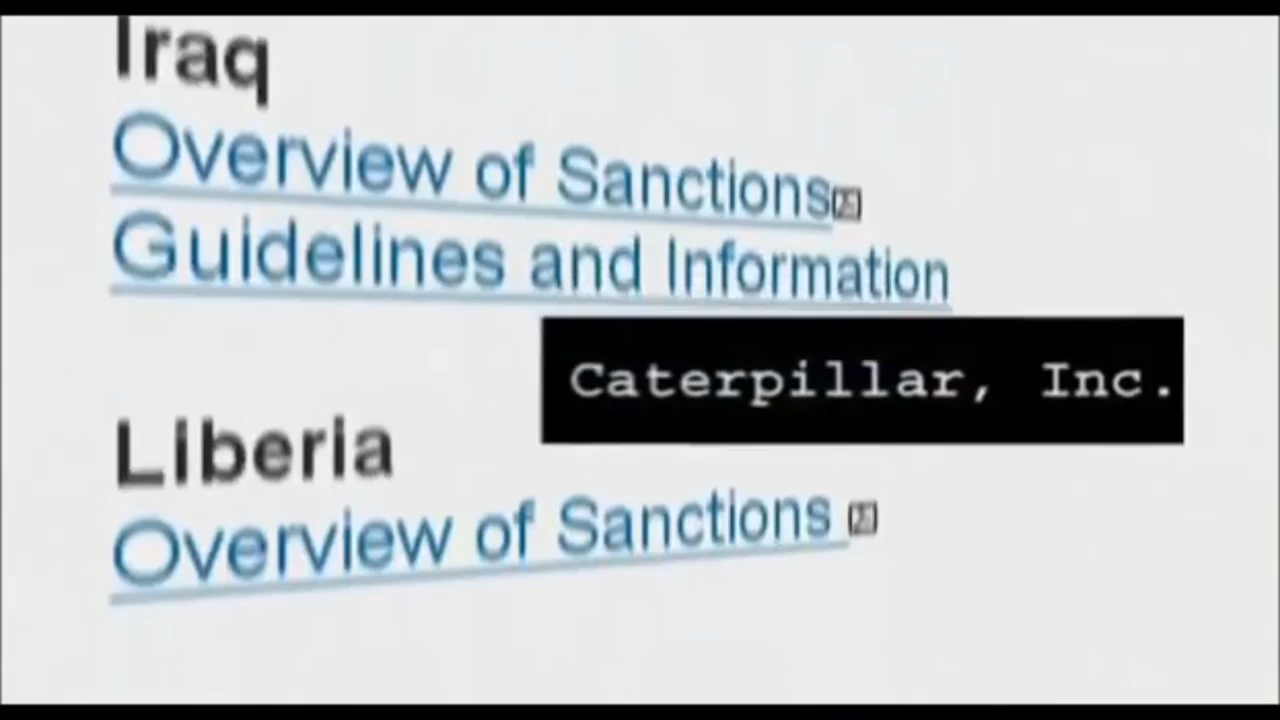 Iraq
Overview of Sanctions
Guidelines and Information
Caterpillar, Inc.
Liberia
Overview of Sanctions